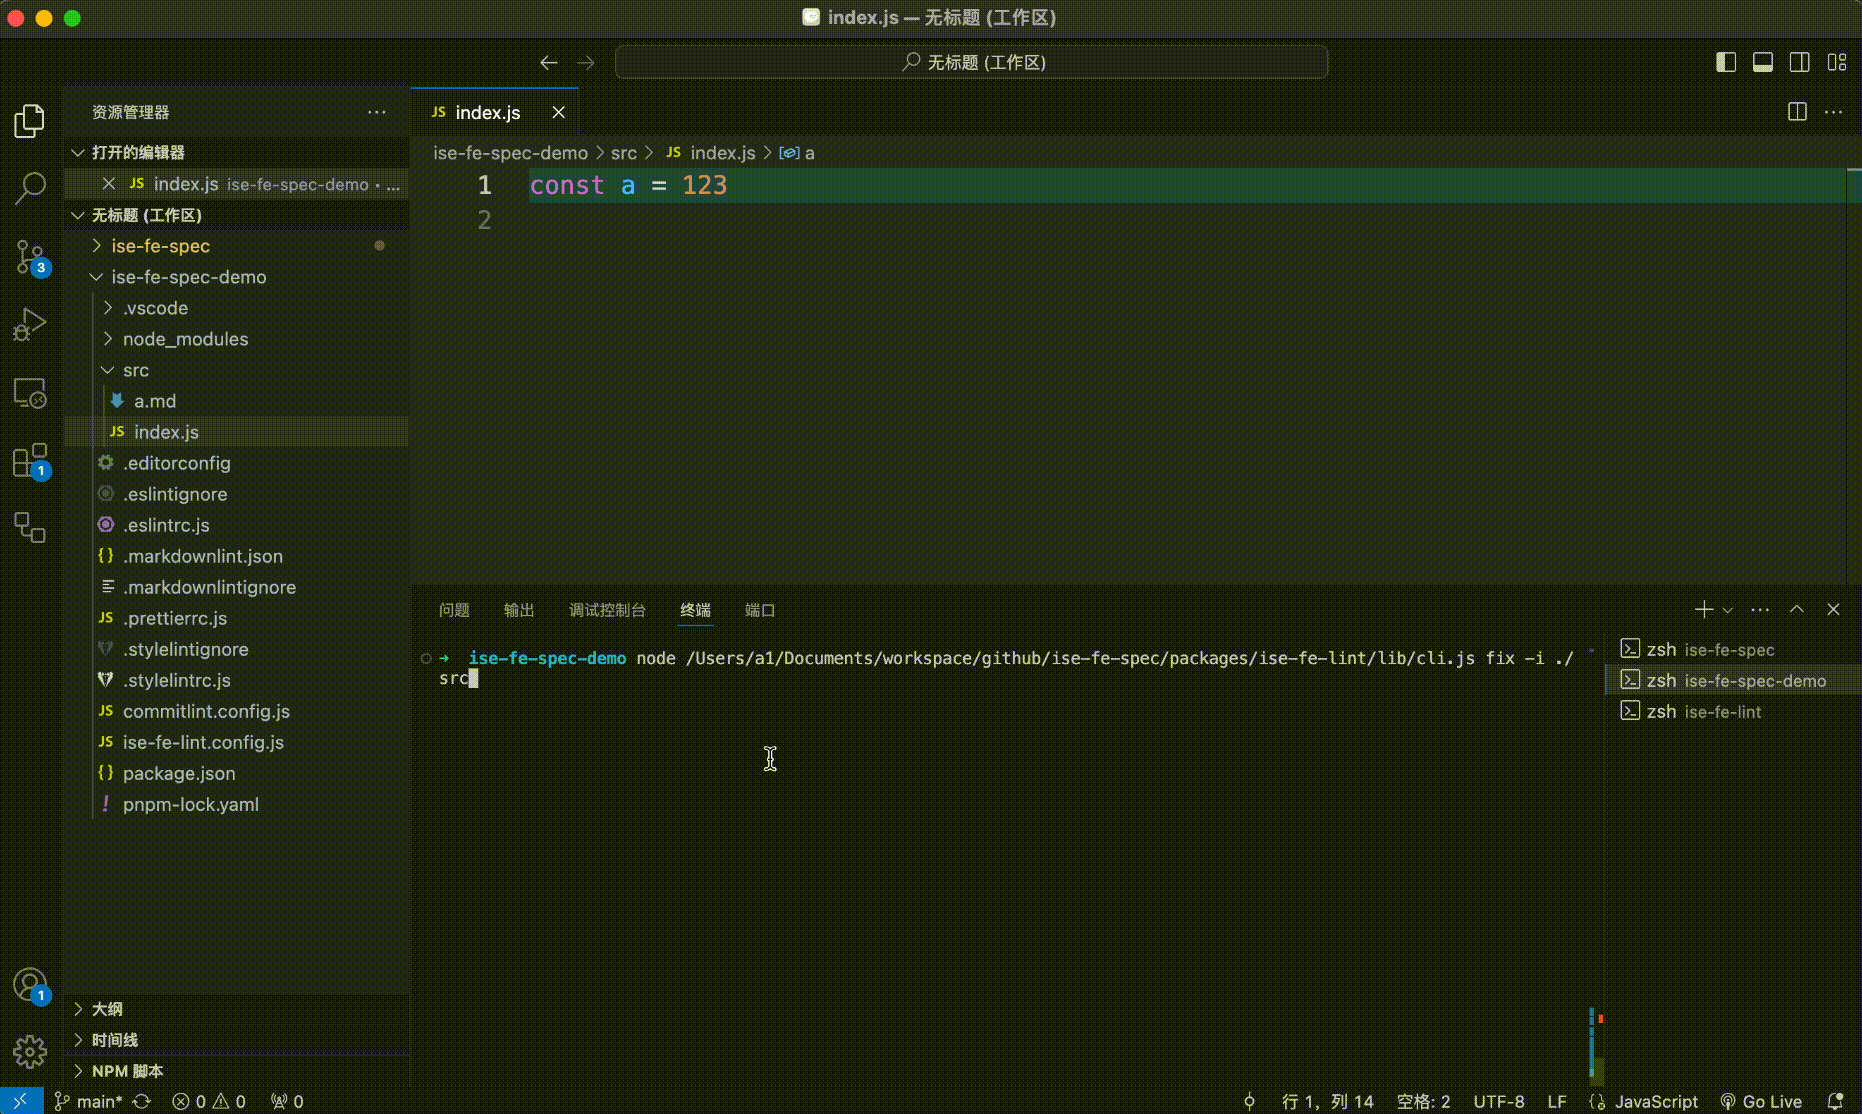 index.js — 无标题 (工作区)
无标题 (工作区)
资源管理器
打开的编辑器
JS index.js ise-fe-spec-demo • ...
无标题 (工作区)
ise-fe-spec
ise-fe-spec-demo
.vscode
node_modules
src
a.md
JS index.js
.editorconfig
.eslintignore
.eslintrc.js
{} .markdownlint.json
.markdownlintignore
JS .prettierrc.js
.stylelintignore
.stylelintrc.js
JS commitlint.config.js
JS ise-fe-lint.config.js
{} package.json
! pnpm-lock.yaml
大纲
时间线
NPM 脚本
3
1
1
JS index.js
ise-fe-spec-demo > src > JS index.js > a
1 const a = 123
2
问题 输出 调试控制台 终端 端口
➜ ise-fe-spec-demo node /Users/a1/Documents/workspace/github/ise-fe-spec/packages/ise-fe-lint/lib/cli.js fix -i ./
src
zsh ise-fe-spec
zsh ise-fe-spec-demo
zsh ise-fe-lint
main* 0 0 0 行 1, 列 14 空格: 2 UTF-8 LF {} JavaScript Go Live